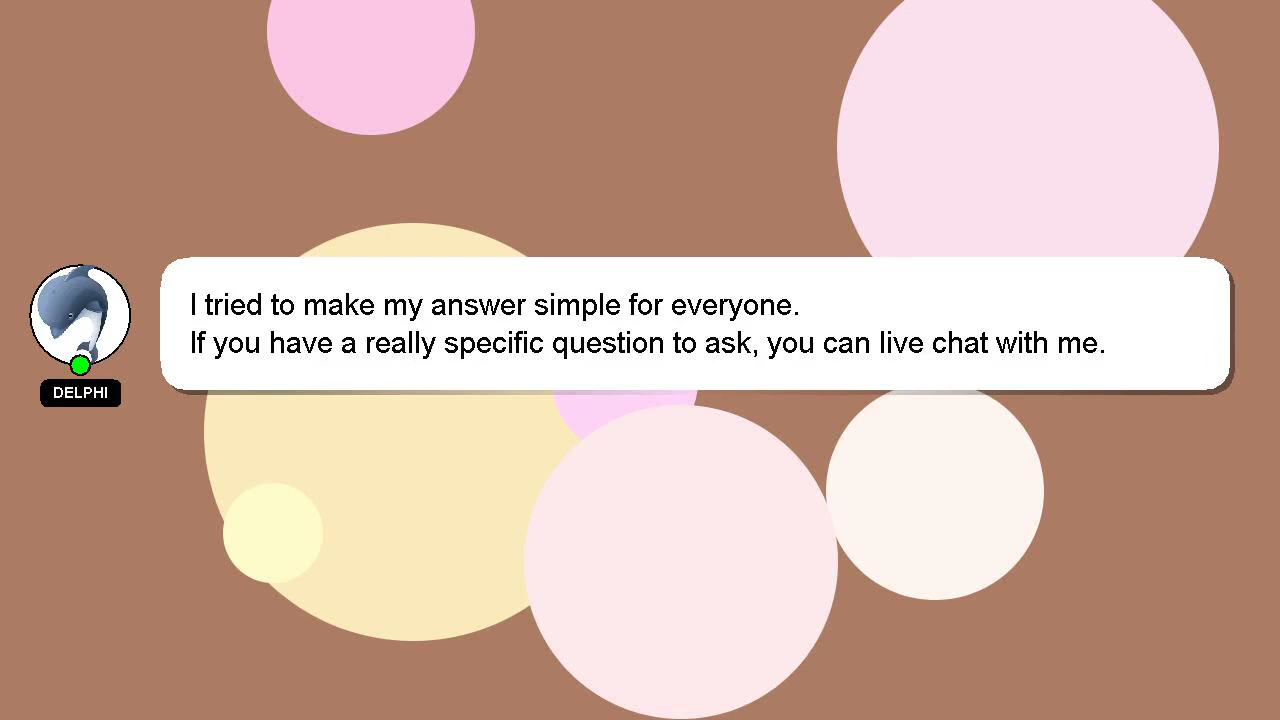 I tried to make my answer simple for everyone.
If you have a really specific question to ask, you can live chat with me.
DELPHI